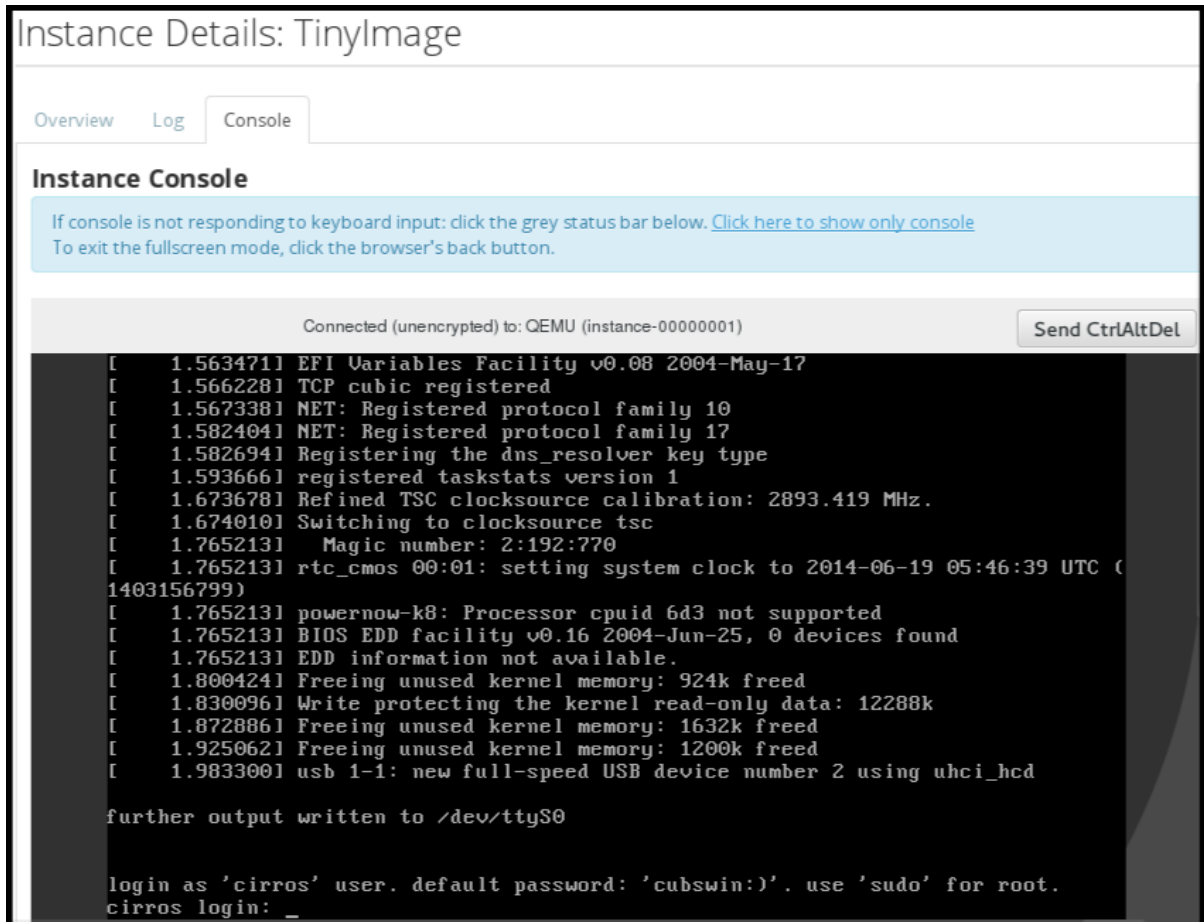 Instance Details: TinyImage
Overview Log Console
Instance Console
If console is not responding to keyboard input: click the grey status bar below. Click here to show only console
To exit the fullscreen mode, click the browser's back button.
Connected (unencrypted) to: QEMU (instance-00000001)
Send CtrlAltDel
[    1.563471] EFI Variables Facility v0.08 2004-May-17
[    1.566228] TCP cubic registered
[    1.567338] NET: Registered protocol family 10
[    1.582404] NET: Registered protocol family 17
[    1.582694] Registering the dns_resolver key type
[    1.593666] registered taskstats version 1
[    1.673678] Refined TSC clocksource calibration: 2893.419 MHz.
[    1.674010] Switching to clocksource tsc
[    1.765213]   Magic number: 2:192:770
[    1.765213] rtc_cmos 00:01: setting system clock to 2014-06-19 05:46:39 UTC (
1403156799)
[    1.765213] powernow-k8: Processor cpuid 6d3 not supported
[    1.765213] BIOS EDD facility v0.16 2004-Jun-25, 0 devices found
[    1.765213] EDD information not available.
[    1.800424] Freeing unused kernel memory: 924k freed
[    1.830096] Write protecting the kernel read-only data: 12288k
[    1.872886] Freeing unused kernel memory: 1632k freed
[    1.925062] Freeing unused kernel memory: 1200k freed
[    1.983300] usb 1-1: new full-speed USB device number 2 using uhci_hcd
further output written to /dev/ttyS0
login as 'cirros' user. default password: 'cubswin:)'. use 'sudo' for root.
cirros login: _